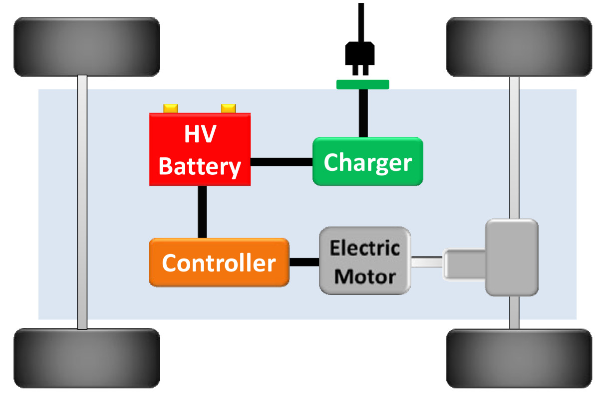 HV
Battery
Charger
Controller
Electric
Motor